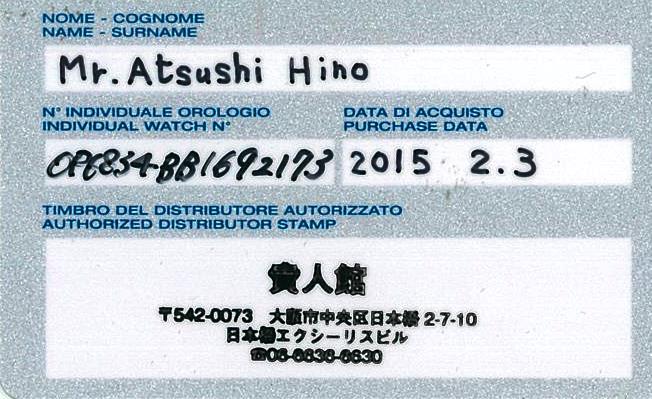 NOME - COGNOME
NAME - SURNAME
Mr. Atsushi Hino
N° INDIVIDUALE OROLOGIO
INDIVIDUAL WATCH N°
DATA DI ACQUISTO
PURCHASE DATA
OP6834-BB1692173
2015 2.3
TIMBRO DEL DISTRIBUTORE AUTORIZZATO
AUTHORIZED DISTRIBUTOR STAMP
貴人館
〒542-0073 大阪市中央区日本橋 2-7-10
日本橋エクシーリスビル
☎06-6636-6630